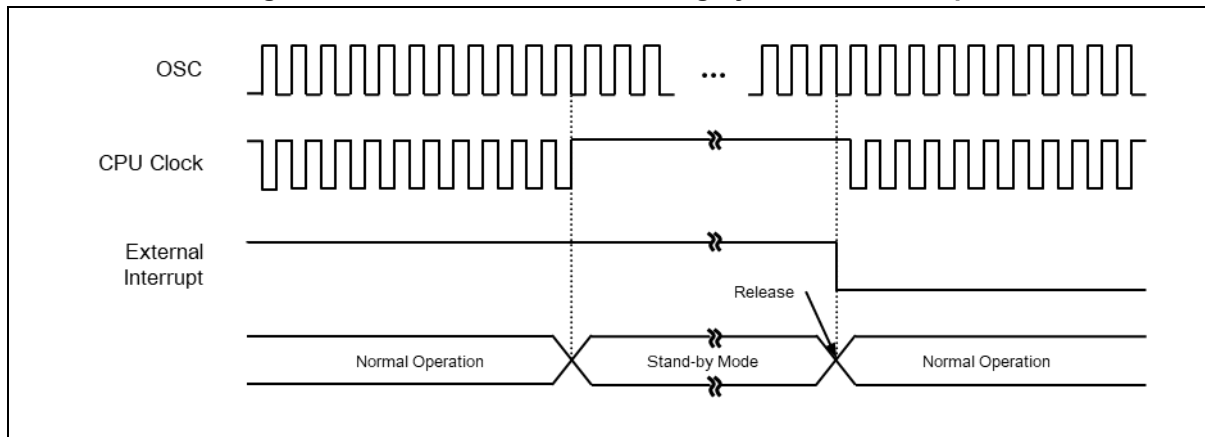 OSC
...
CPU Clock
External
Interrupt
Release
Normal Operation
Stand-by Mode
Normal Operation